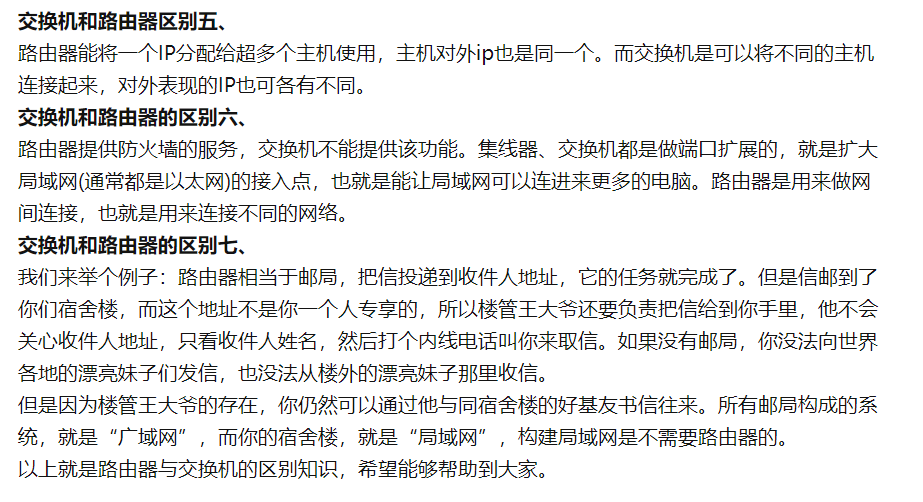 交换机和路由器区别五、
路由器能将一个IP分配给超多个主机使用，主机对外ip也是同一个。而交换机是可以将不同的主机
连接起来，对外表现的IP也可各有不同。
交换机和路由器的区别六、
路由器提供防火墙的服务，交换机不能提供该功能。集线器、交换机都是做端口扩展的，就是扩大
局域网(通常都是以太网)的接入点，也就是能让局域网可以连进来更多的电脑。路由器是用来做网
间连接，也就是用来连接不同的网络。
交换机和路由器的区别七、
我们来举个例子：路由器相当于邮局，把信投递到收件人地址，它的任务就完成了。但是信邮到了
你们宿舍楼，而这个地址不是你一个人专享的，所以楼管王大爷还要负责把信给到你手里，他不会
关心收件人地址，只看收件人姓名，然后打个内线电话叫你来取信。如果没有邮局，你没法向世界
各地的漂亮妹子们发信，也没法从楼外的漂亮妹子那里收信。
但是因为楼管王大爷的存在，你仍然可以通过他与同宿舍楼的好基友书信往来。所有邮局构成的系
统，就是“广域网”，而你的宿舍楼，就是“局域网”，构建局域网是不需要路由器的。
以上就是路由器与交换机的区别知识，希望能够帮助到大家。